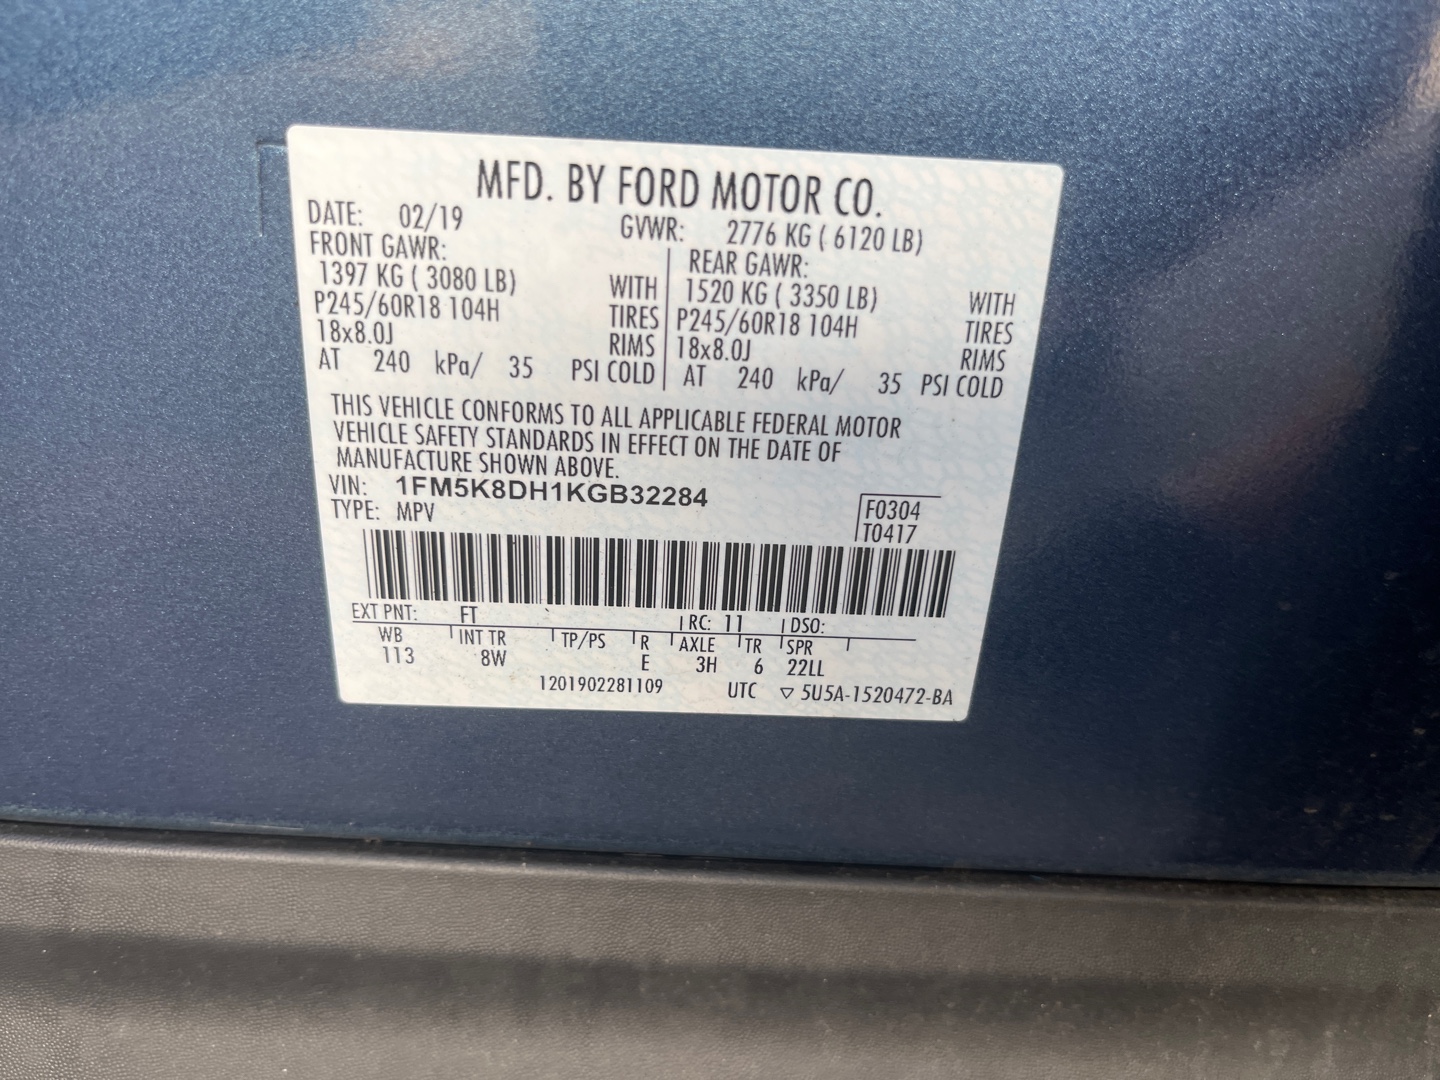 MFD. BY FORD MOTOR CO.
DATE: 02/19 GVWR: 2776 KG ( 6120 LB)
FRONT GAWR: REAR GAWR:
1397 KG ( 3080 LB) WITH 1520 KG ( 3350 LB) WITH
P245/60R18 104H TIRES P245/60R18 104H TIRES
18x8.0J RIMS 18x8.0J RIMS
AT 240 kPa/ 35 PSI COLD AT 240 kPa/ 35 PSI COLD
THIS VEHICLE CONFORMS TO ALL APPLICABLE FEDERAL MOTOR
VEHICLE SAFETY STANDARDS IN EFFECT ON THE DATE OF
MANUFACTURE SHOWN ABOVE.
VIN: 1FM5K8DH1KGB32284
TYPE: MPV F0304
T0417
EXT PNT: FT RC: 11 DSO:
WB INT TR TP/PS R AXLE TR SPR
113 8W E 3H 6 22LL
1201902281109 UTC ▽ 5U5A-1520472-BA